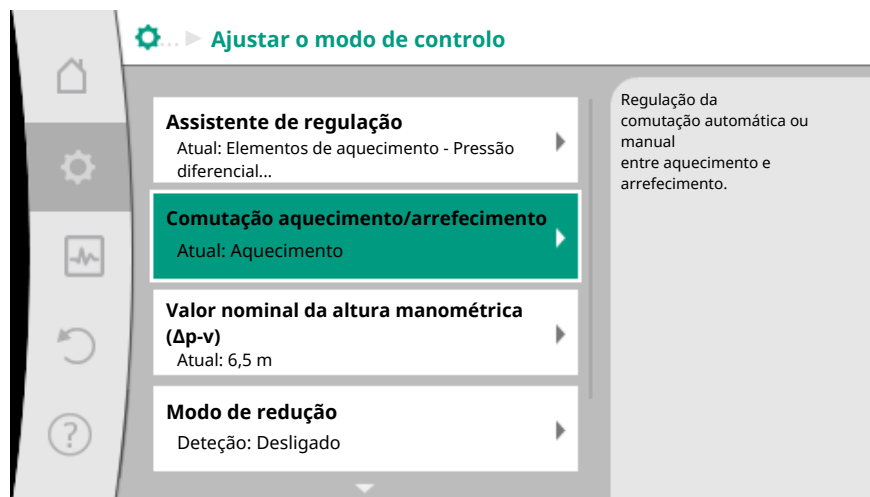 ... Ajustar o modo de controlo
Assistente de regulação
Atual: Elementos de aquecimento - Pressão
diferencial...
Comutação aquecimento/arrefecimento
Atual: Aquecimento
Valor nominal da altura manométrica
(Δp-v)
Atual: 6,5 m
Modo de redução
Deteção: Desligado
Regulação da
comutação automática ou
manual
entre aquecimento e
arrefecimento.
?